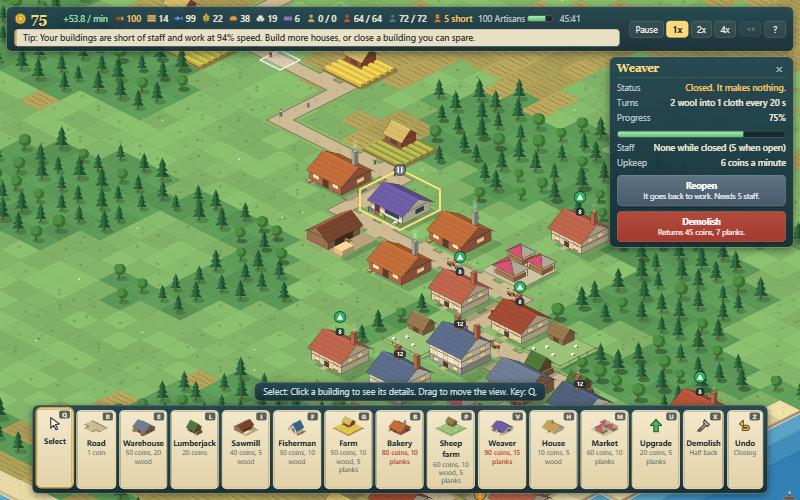 75 +53.8 / min 100 14 99 22 38 19 6 0 / 0 64 / 64 72 / 72 5 short 100 Artisans 45:41
Tip: Your buildings are short of staff and work at 94% speed. Build more houses, or close a building you can spare.
Pause 1x 2x 4x ?
Weaver ×
Status Closed. It makes nothing.
Turns 2 wool into 1 cloth every 20 s
Progress 75%
Staff None while closed (5 when open)
Upkeep 6 coins a minute
Reopen
It goes back to work. Needs 5 staff.
Demolish
Returns 45 coins, 7 planks.
8
8
8
8
12
12
12
8
Select: Click a building to see its details. Drag to move the view. Key: Q.
Q
Select
R
Road
1 coin
E
Warehouse
50 coins, 20 wood
L
Lumberjack
20 coins
I
Sawmill
40 coins, 5 wood
F
Fisherman
30 coins, 10 wood
G
Farm
50 coins, 10 wood, 5 planks
B
Bakery
80 coins, 10 planks
P
Sheep farm
60 coins, 10 wood, 5 planks
V
Weaver
90 coins, 15 planks
H
House
10 coins, 5 wood
M
Market
60 coins, 10 planks
U
Upgrade
20 coins, 5 planks
X
Demolish
Half back
Z
Undo
Closing